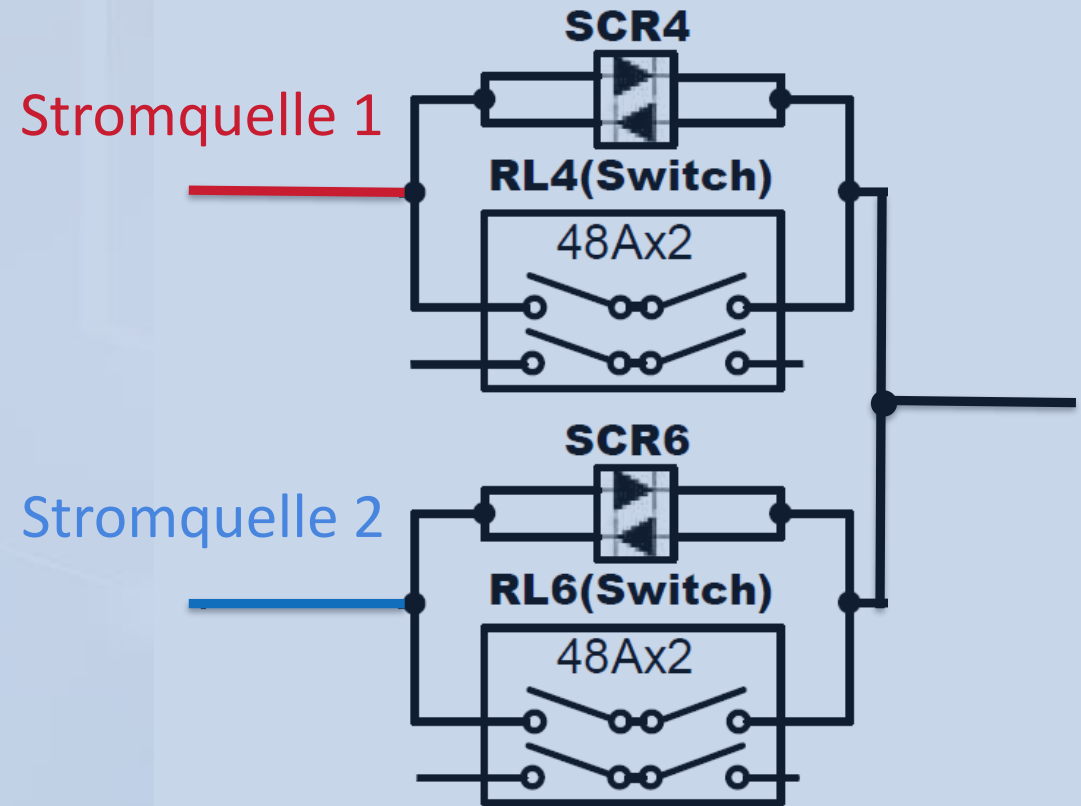 SCR4
Stromquelle 1
RL4(Switch)
48Ax2
SCR6
Stromquelle 2
RL6(Switch)
48Ax2